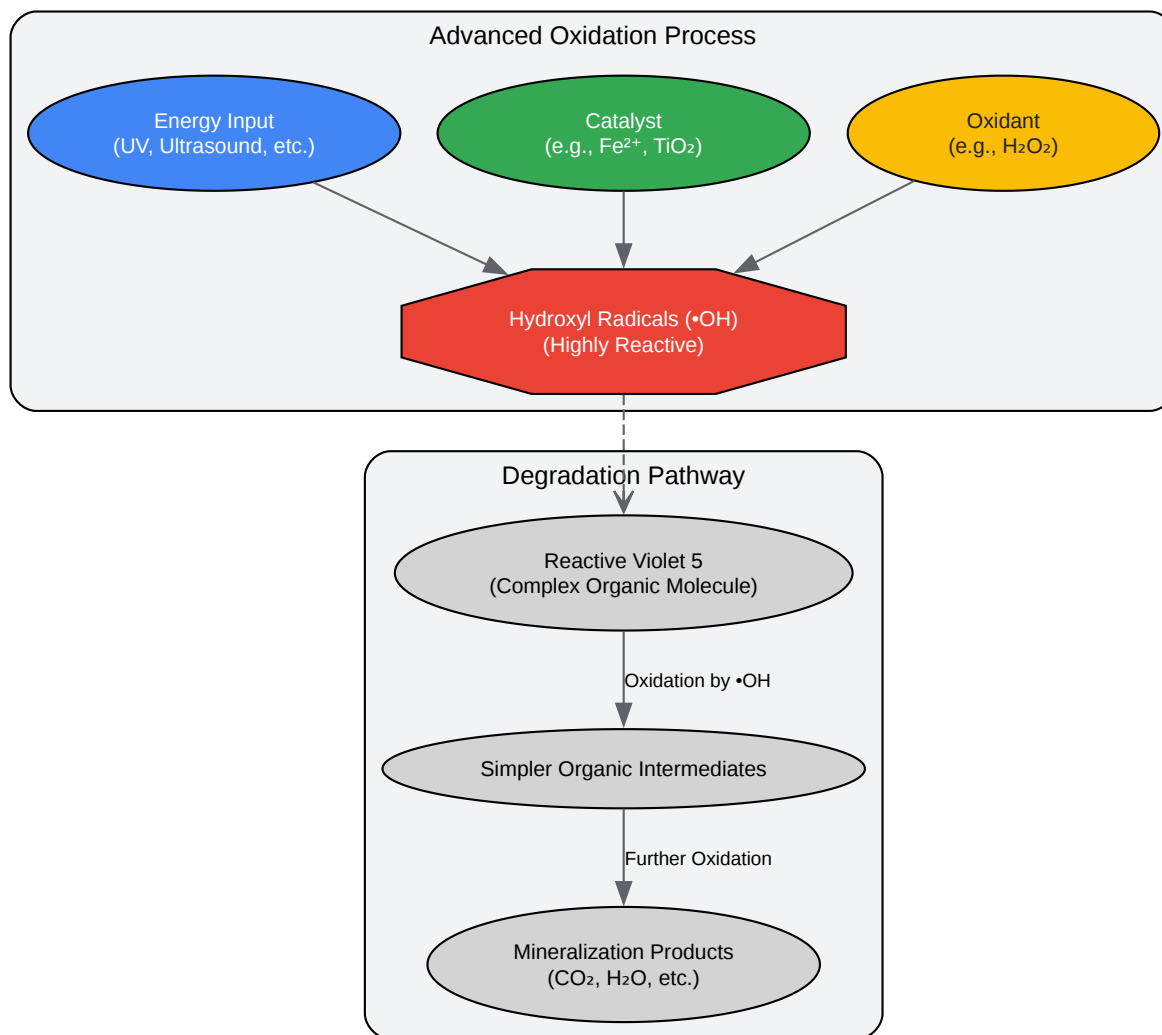 Advanced Oxidation Process
Energy Input
(UV, Ultrasound, etc.)
Catalyst
(e.g., Fe²⁺, TiO₂)
Oxidant
(e.g., H₂O₂)
Hydroxyl Radicals (•OH)
(Highly Reactive)
Degradation Pathway
Reactive Violet 5
(Complex Organic Molecule)
Oxidation by •OH
Simpler Organic Intermediates
Further Oxidation
Mineralization Products
(CO₂, H₂O, etc.)